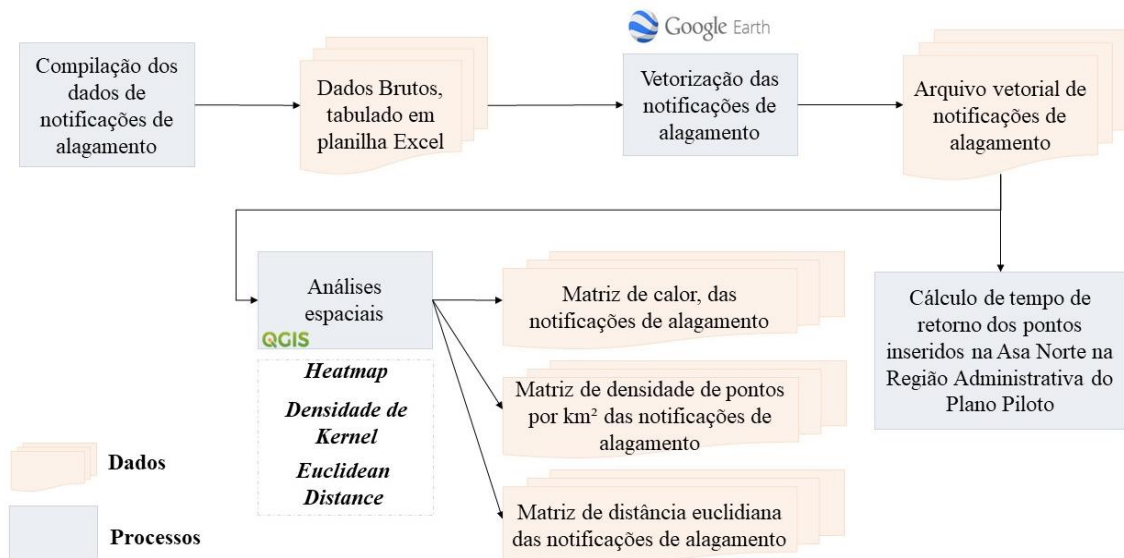 Google Earth
Compilação dos
dados de
notificações de
alagamento
Dados Brutos,
tabulado em
planilha Excel
Vetorização das
notificações de
alagamento
Arquivo vetorial de
notificações de
alagamento
Análises
espaciais
QGIS
Heatmap
Densidade de
Kernel
Euclidean
Distance
Matriz de calor, das
notificações de alagamento
Matriz de densidade de pontos
por km² das notificações de
alagamento
Matriz de distância euclidiana
das notificações de alagamento
Cálculo de tempo de
retorno dos pontos
inseridos na Asa Norte na
Região Administrativa do
Plano Piloto
Dados
Processos